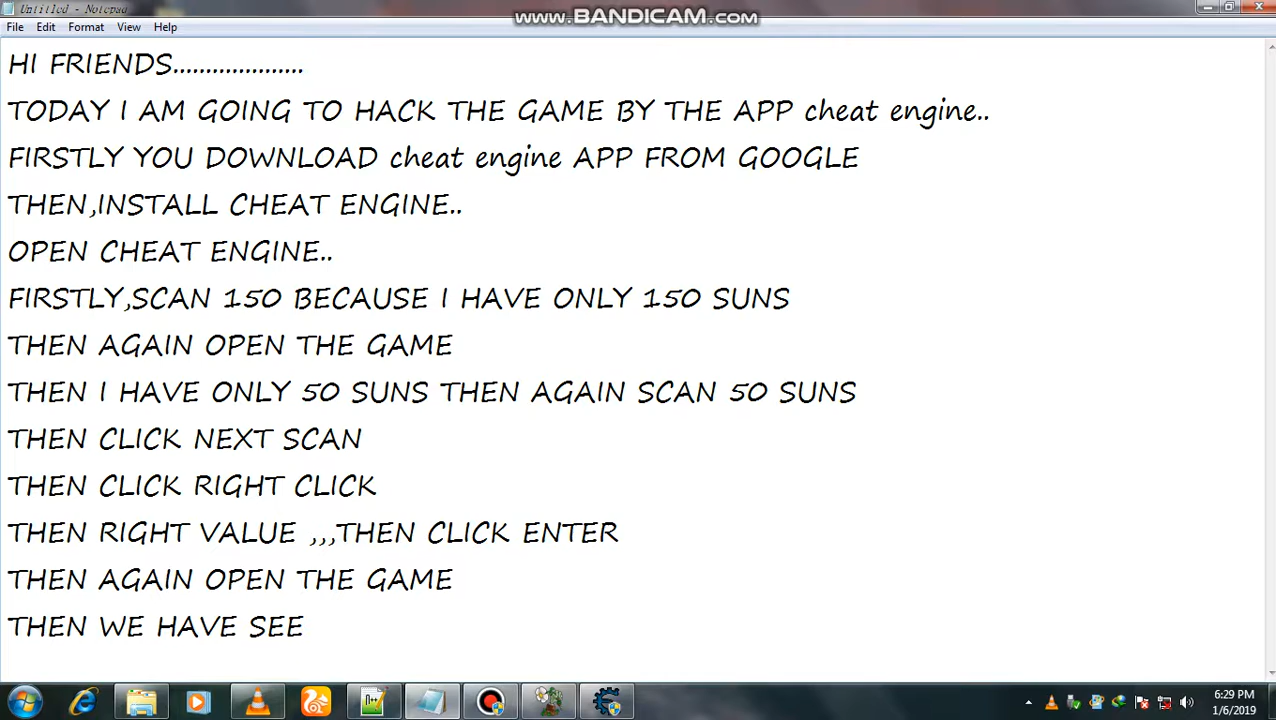 Untitled - Notepad
WWW.BANDICAM.COM
File Edit Format View Help
HI FRIENDS....................
TODAY I AM GOING TO HACK THE GAME BY THE APP cheat engine..
FIRSTLY YOU DOWNLOAD cheat engine APP FROM GOOGLE
THEN,INSTALL CHEAT ENGINE..
OPEN CHEAT ENGINE..
FIRSTLY,SCAN 150 BECAUSE I HAVE ONLY 150 SUNS
THEN AGAIN OPEN THE GAME
THEN I HAVE ONLY 50 SUNS THEN AGAIN SCAN 50 SUNS
THEN CLICK NEXT SCAN
THEN CLICK RIGHT CLICK
THEN RIGHT VALUE ,,,THEN CLICK ENTER
THEN AGAIN OPEN THE GAME
THEN WE HAVE SEE
6:29 PM
1/6/2019